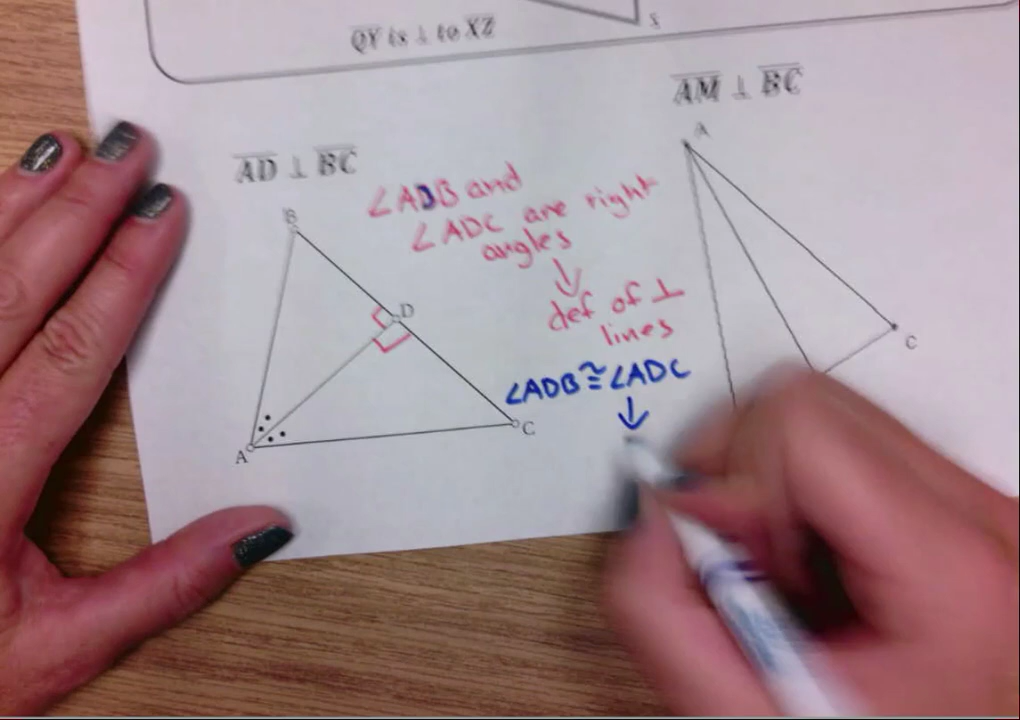 S
QY is ⊥ to XZ
AM ⊥ BC
AD ⊥ BC
A
B
∠ADB and
∠ADC are right
angles
↓
def of ⊥
lines
D
C
∠ADB ≅ ∠ADC
↓
C
A